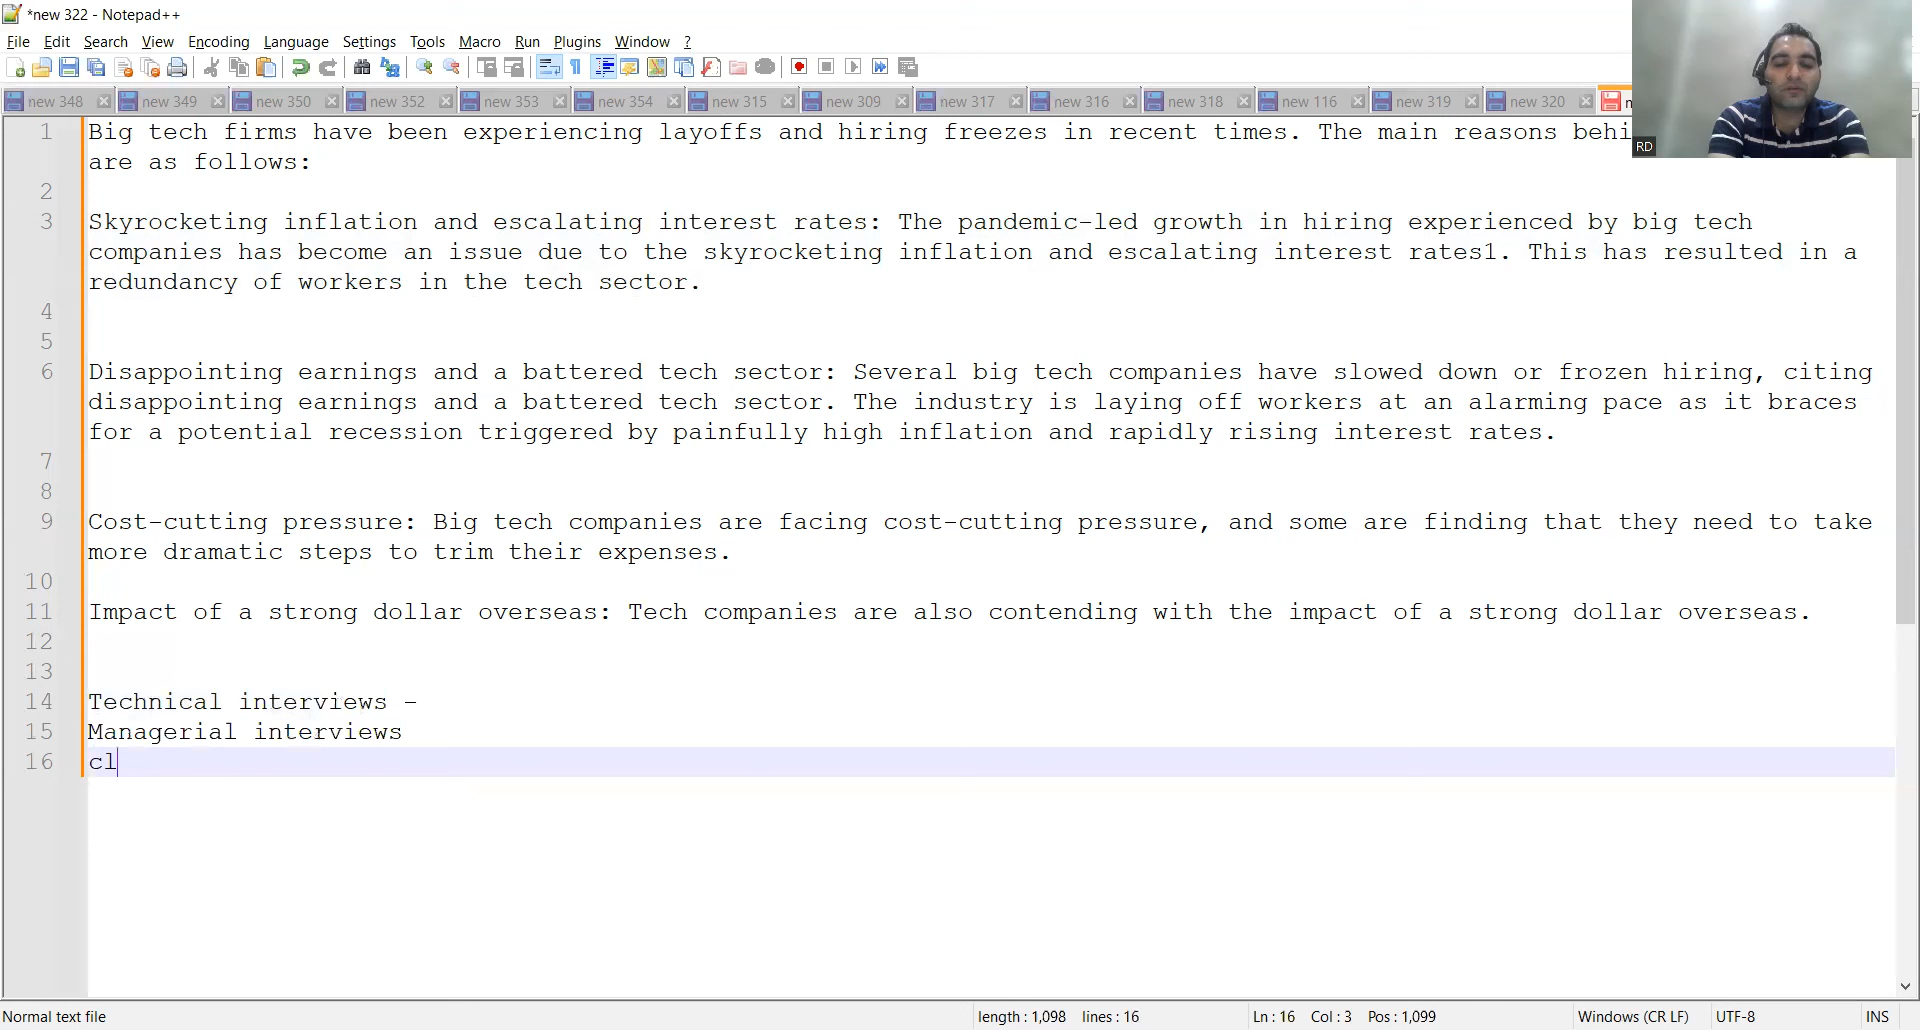 *new 322 - Notepad++
File Edit Search View Encoding Language Settings Tools Macro Run Plugins Window ?
new 348 new 349 new 350 new 352 new 353 new 354 new 315 new 309 new 317 new 316 new 318 new 116 new 319 new 320
RD
1 Big tech firms have been experiencing layoffs and hiring freezes in recent times. The main reasons
are as follows:
2
3 Skyrocketing inflation and escalating interest rates: The pandemic-led growth in hiring experienced by big tech
companies has become an issue due to the skyrocketing inflation and escalating interest rates1. This has resulted in a
redundancy of workers in the tech sector.
4
5
6 Disappointing earnings and a battered tech sector: Several big tech companies have slowed down or frozen hiring, citing
disappointing earnings and a battered tech sector. The industry is laying off workers at an alarming pace as it braces
for a potential recession triggered by painfully high inflation and rapidly rising interest rates.
7
8
9 Cost-cutting pressure: Big tech companies are facing cost-cutting pressure, and some are finding that they need to take
more dramatic steps to trim their expenses.
10
11 Impact of a strong dollar overseas: Tech companies are also contending with the impact of a strong dollar overseas.
12
13
14 Technical interviews -
15 Managerial interviews
16 cl
Normal text file length : 1,098 lines : 16 Ln : 16 Col : 3 Pos : 1,099 Windows (CR LF) UTF-8 INS